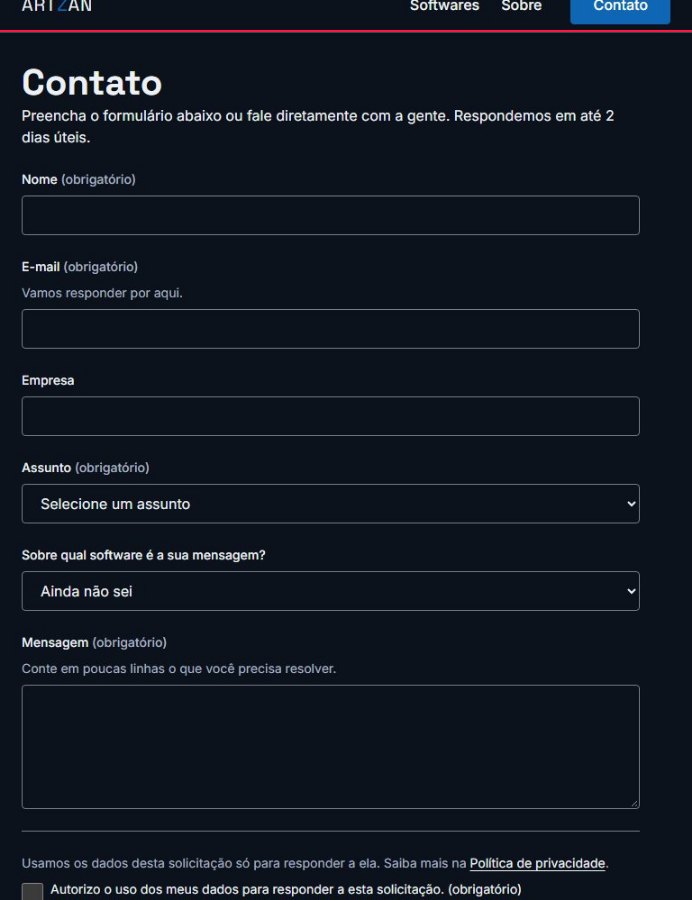 ARTZAN
Softwares
Sobre
Contato
Contato
Preencha o formulário abaixo ou fale diretamente com a gente. Respondemos em até 2
dias úteis.
Nome (obrigatório)
E-mail (obrigatório)
Vamos responder por aqui.
Empresa
Assunto (obrigatório)
Selecione um assunto
Sobre qual software é a sua mensagem?
Ainda não sei
Mensagem (obrigatório)
Conte em poucas linhas o que você precisa resolver.
Usamos os dados desta solicitação só para responder a ela. Saiba mais na Política de privacidade.
Autorizo o uso dos meus dados para responder a esta solicitação. (obrigatório)